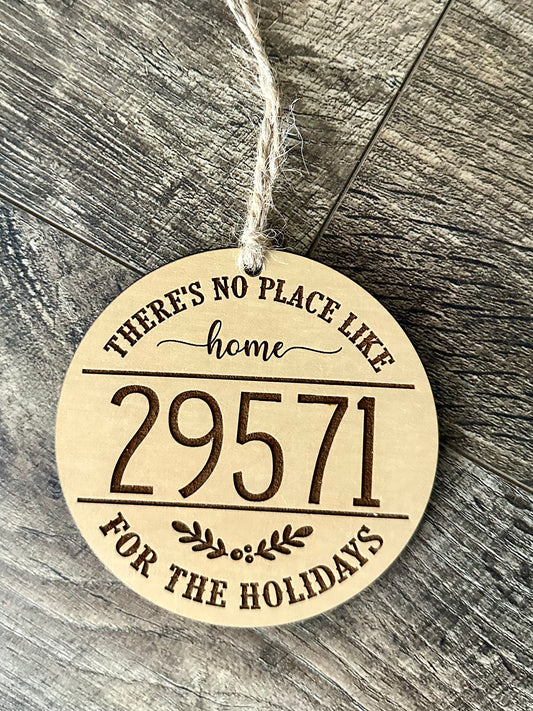 THERE'S NO PLACE LIKE
home
29571
FOR THE HOLIDAYS